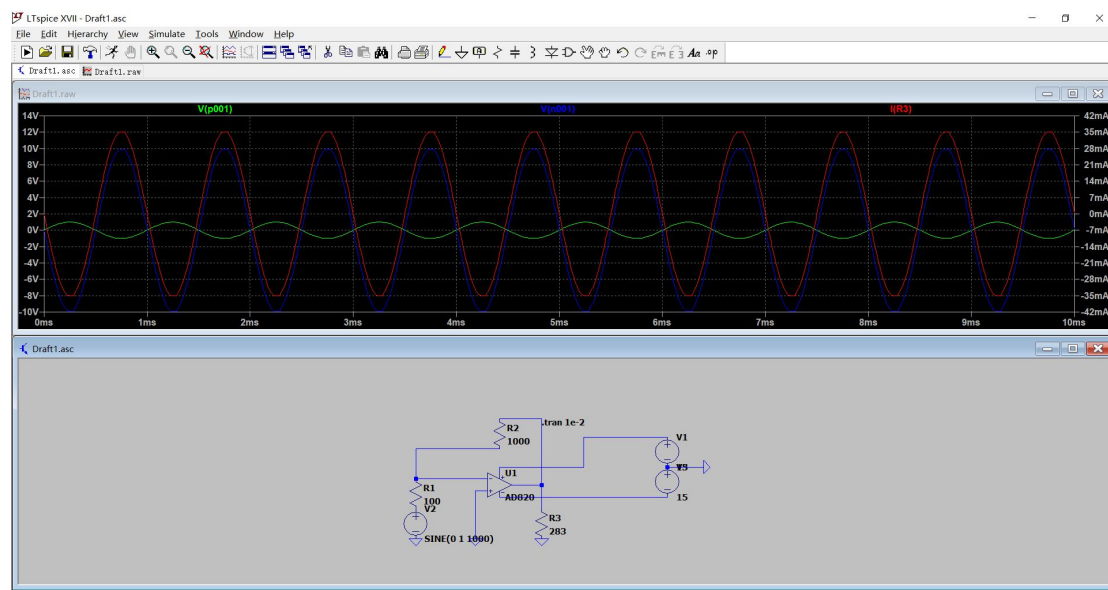 LTspice XVII - Draft1.asc
File Edit Hierarchy View Simulate Tools Window Help
Draft1.asc Draft1.raw
Draft1.raw
V(p001) V(n001) I(R3)
14V 42mA
12V 35mA
10V 28mA
8V 21mA
6V 14mA
4V 7mA
2V 0mA
0V -7mA
-2V -14mA
-4V -21mA
-6V -28mA
-8V -35mA
-10V -42mA
0ms 1ms 2ms 3ms 4ms 5ms 6ms 7ms 8ms 9ms 10ms
Draft1.asc
R2 .tran 1e-2
1000
V1
U1
R1
100
AD820
15
V2
R3
283
SINE(0 1 1000)